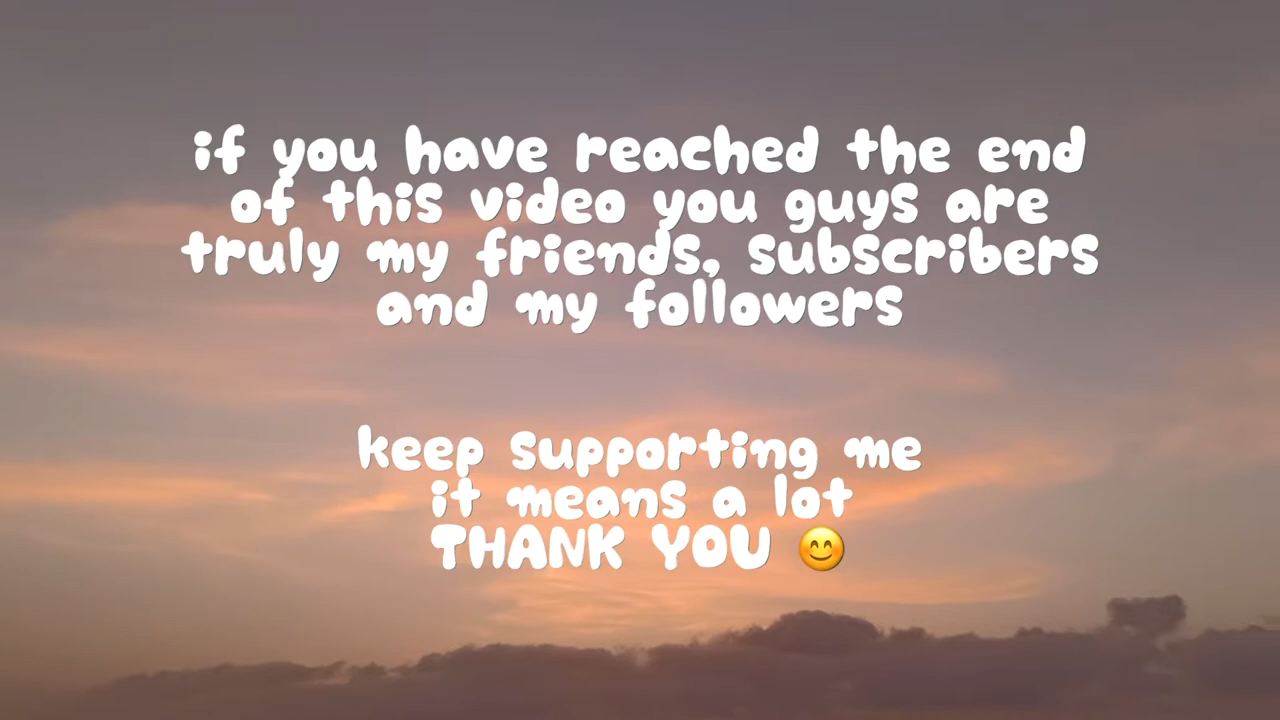 if you have reached the end
of this video you guys are
truly my friends, subscribers
and my followers
keep supporting me
it means a lot
THANK YOU 😊